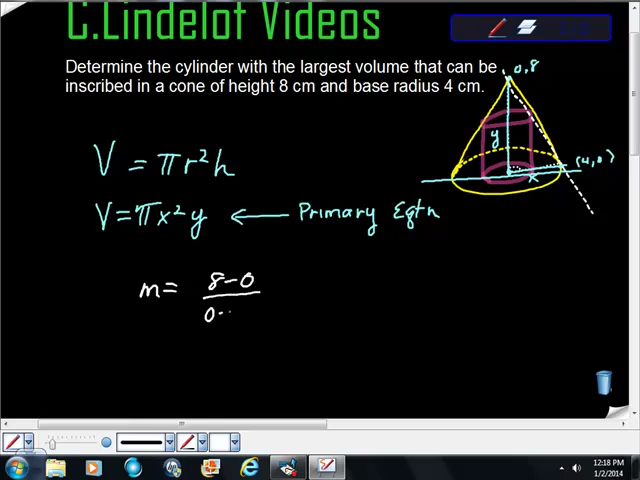 C.Lindelof Videos
Determine the cylinder with the largest volume that can be
inscribed in a cone of height 8 cm and base radius 4 cm.
0,8
y
(4,0)
x
V = πr²h
V = πx²y ← Primary Eqtn
m = 8-0
0-
12:18 PM
1/2/2014